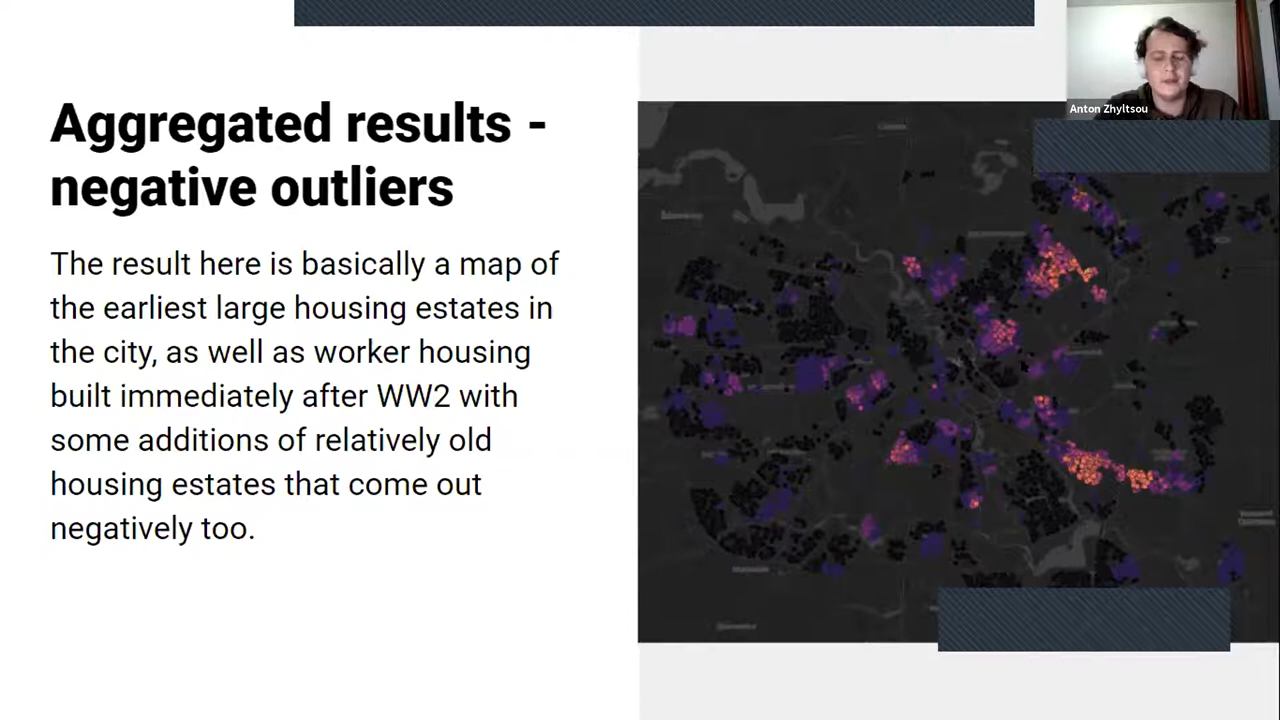 Anton Zhyltsou
Aggregated results -
negative outliers
The result here is basically a map of
the earliest large housing estates in
the city, as well as worker housing
built immediately after WW2 with
some additions of relatively old
housing estates that come out
negatively too.